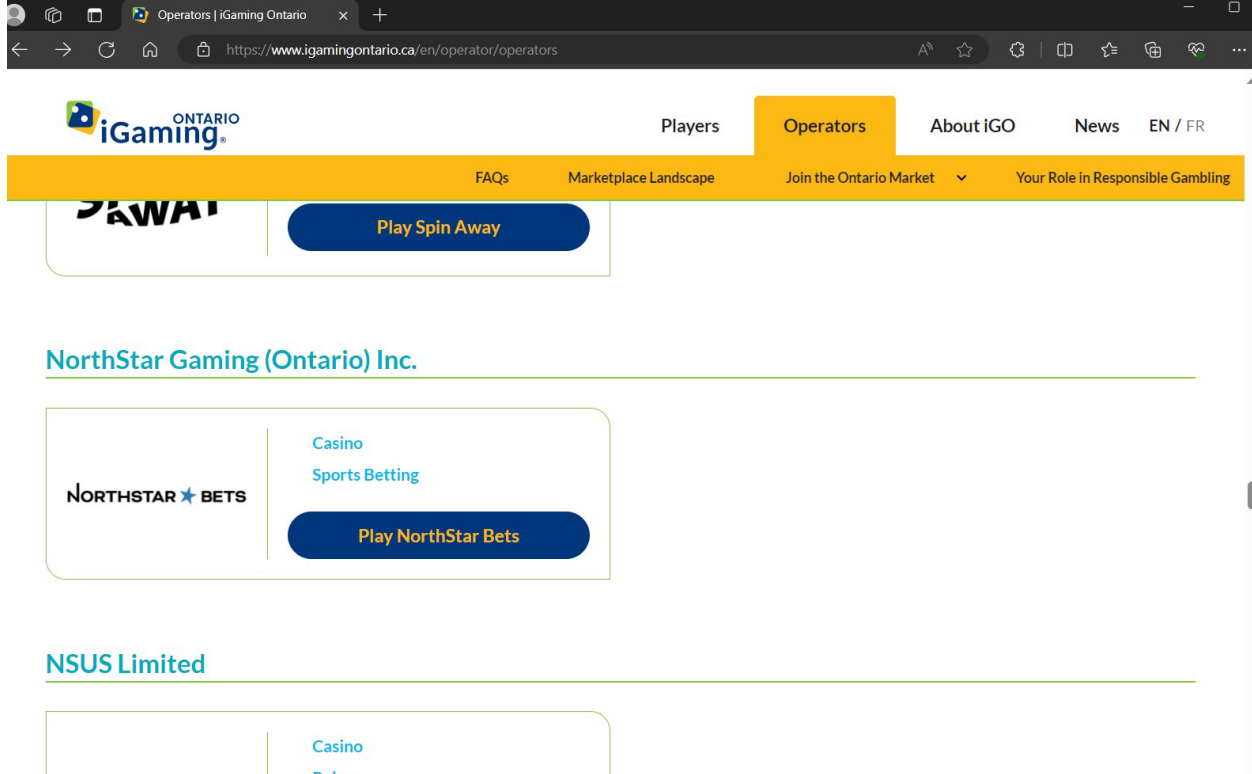 Operators | iGaming Ontario
https://www.igamingontario.ca/en/operator/operators
iGaming ONTARIO
Players
Operators
About iGO
News
EN / FR
FAQs
Marketplace Landscape
Join the Ontario Market
Your Role in Responsible Gambling
AWAY
Play Spin Away
NorthStar Gaming (Ontario) Inc.
NORTHSTAR BETS
Casino
Sports Betting
Play NorthStar Bets
NSUS Limited
Casino